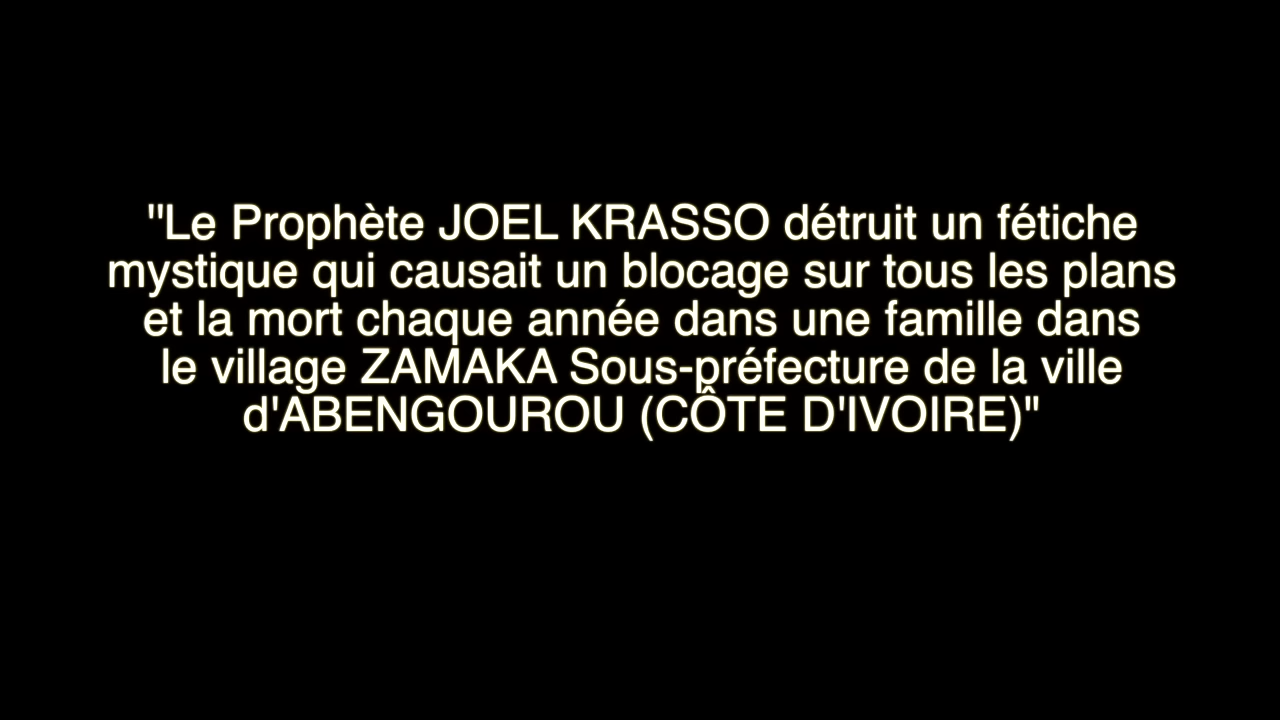 "Le Prophète JOEL KRASSO détruit un fétiche
mystique qui causait un blocage sur tous les plans
et la mort chaque année dans une famille dans
le village ZAMAKA Sous-préfecture de la ville
d'ABENGOUROU (CÔTE D'IVOIRE)"